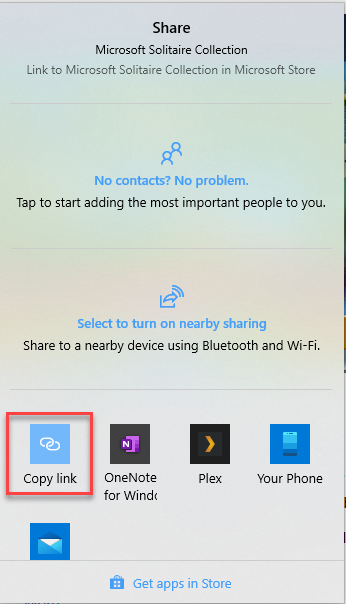 Share
Microsoft Solitaire Collection
Link to Microsoft Solitaire Collection in Microsoft Store
No contacts? No problem.
Tap to start adding the most important people to you.
Select to turn on nearby sharing
Share to a nearby device using Bluetooth and Wi-Fi.
Copy link
OneNote
for Windo
Plex
Your Phone
Get apps in Store